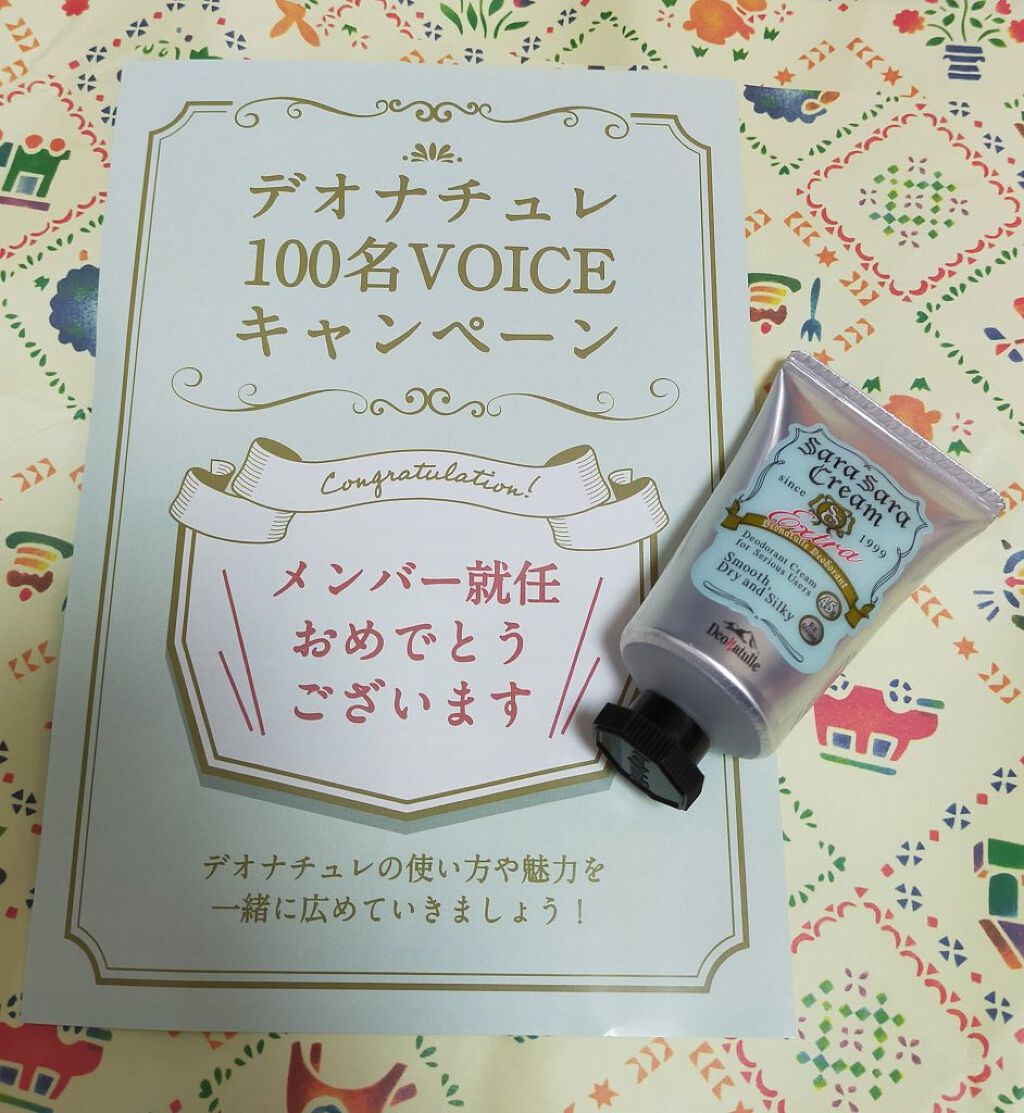 デオナチュレ
100名VOICE
キャンペーン
Congratulation!
メンバー就任
おめでとう
ございます
デオナチュレの使い方や魅力を
一緒に広めていきましょう！
Sara Sara
Cream
since 1999
Extra
Deonatulle Deodorant
Deodorant Cream
for Serious Users
Smooth
Dry and Silky
45g
DeoNatulle